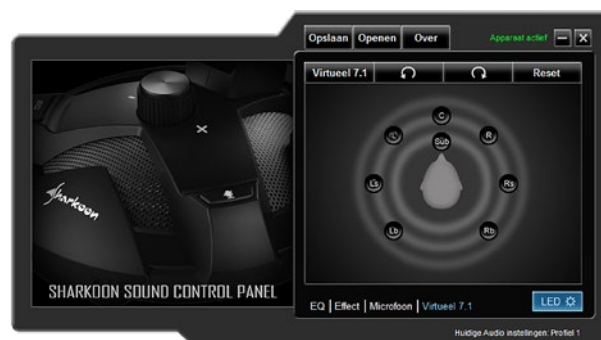 Opslaan Openen Over
Apparaat actief
Virtueel 7.1 Reset
C
L R
Sub
Ls Rs
Lb Rb
Sharkoon
SHARKOON SOUND CONTROL PANEL
EQ | Effect | Microfoon | Virtueel 7.1
LED
Huidige Audio instellingen: Profiel 1